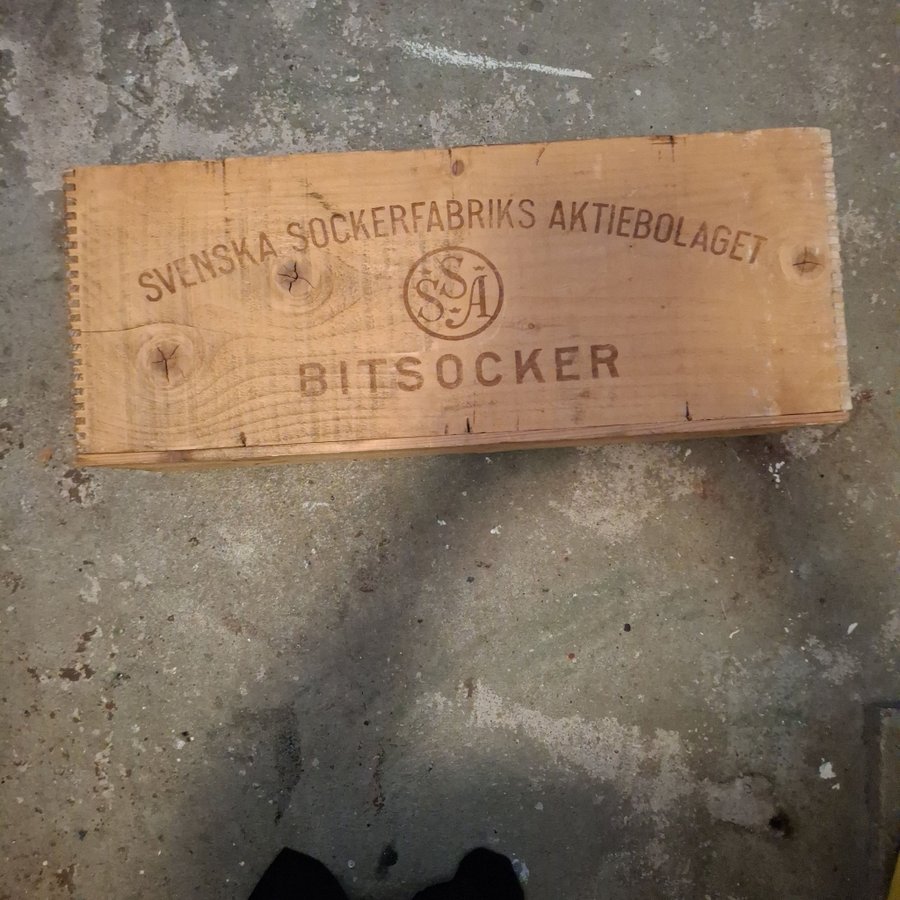 SVENSKA SOCKERFABRIKS AKTIEBOLAGET
SSA
BITSOCKER